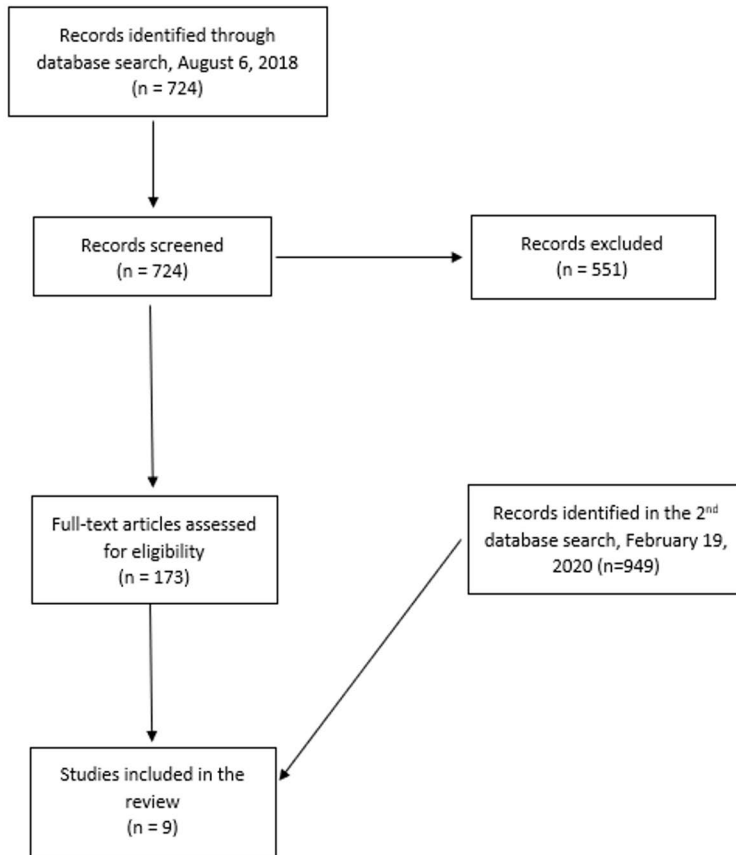 Records identified through
database search, August 6, 2018
(n = 724)
Records screened
(n = 724)
Records excluded
(n = 551)
Full-text articles assessed
for eligibility
(n = 173)
Records identified in the 2nd
database search, February 19,
2020 (n=949)
Studies included in the
review
(n = 9)